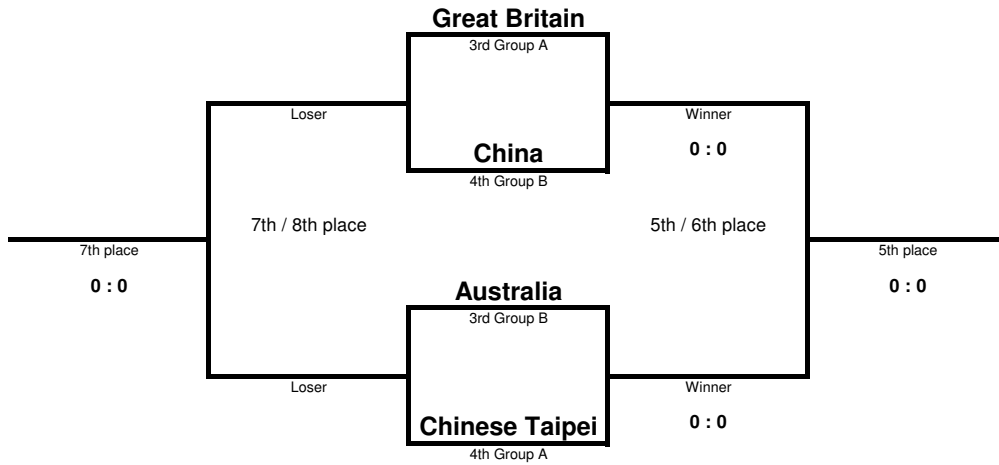 Great Britain
3rd Group A
Loser
Winner
0 : 0
China
4th Group B
7th / 8th place
5th / 6th place
7th place
5th place
0 : 0
0 : 0
Australia
3rd Group B
Loser
Winner
0 : 0
Chinese Taipei
4th Group A